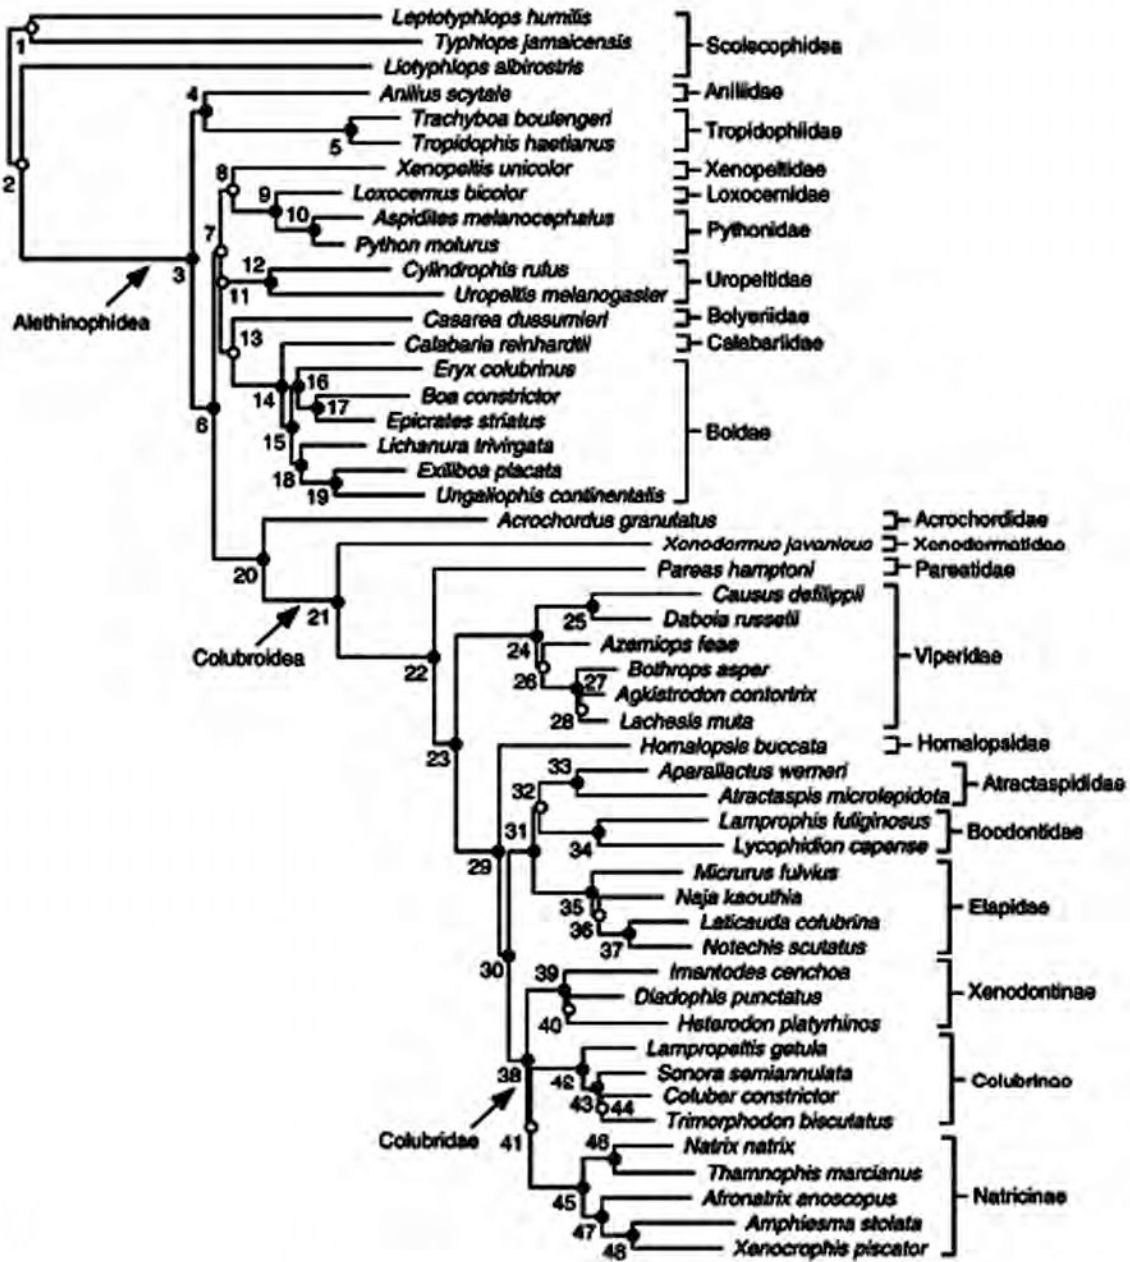 Leptotyphlops humilis
1
Typhlops jamaicensis
Scolecophidea
Liotyphlops albirostris
4
Anilius scytale
Aniliidae
Trachyboa boulengeri
Tropidophiidae
5
Tropidophis haetianus
8
Xenopeltis unicolor
Xenopeltidae
2
9
Loxocemus bicolor
Loxocemidae
10
Aspidites melanocephalus
Pythonidae
7
Python molurus
3
12
Cylindrophis rufus
Uropeltidae
11
Uropeltis melanogaster
Alethinophidea
Casarea dussumieri
Bolyeriidae
13
Calabaria reinhardtii
Calabariidae
Eryx colubrinus
16
14
Boa constrictor
17
6
Epicrates striatus
Boidae
15
Lichanura trivirgata
18
Exiliboa placata
19
Ungaliophis continentalis
Acrochordus granulatus
Acrochordidae
Xenodermus javanicus
Xenodermatidae
20
Pareas hamptoni
Pareatidae
21
Causus defilippii
25
Daboia russelii
Colubroidea
24
Azemiops feae
Viperidae
22
26
Bothrops asper
27
Agkistrodon contortrix
28
Lachesis muta
23
Homalopsis buccata
Homalopsidae
33
Aparallactus werneri
Atractaspididae
32
Atractaspis microlepidota
31
Lamprophis fuliginosus
Boodontidae
34
Lycophidion capense
29
Micrurus fulvius
35
Naja kaouthia
Elapidae
36
Laticauda colubrina
37
Notechis scutatus
30
39
Imantodes cenchoa
Diadophis punctatus
Xenodontinae
40
Heterodon platyrhinos
38
Lampropeltis getula
42
Sonora semiannulata
Colubrinae
43
Coluber constrictor
44
Trimorphodon biscutatus
Colubridae
41
46
Natrix natrix
Thamnophis marcianus
45
Afronatrix anoscopus
Natricinae
47
Amphiesma stolata
48
Xenocrophis piscator